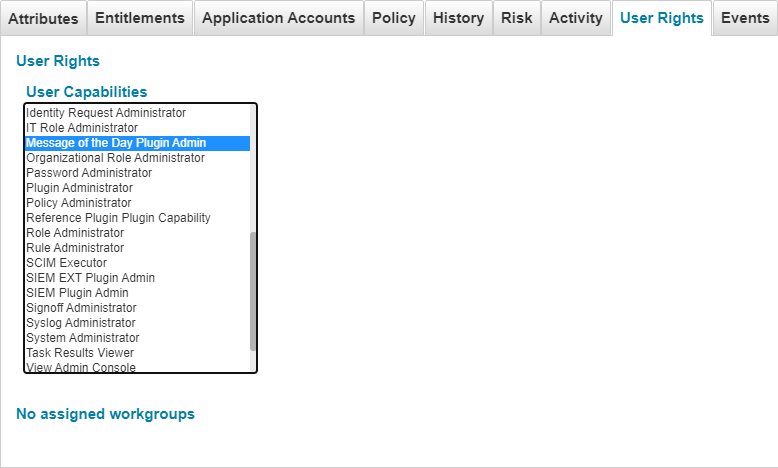 Attributes Entitlements Application Accounts Policy History Risk Activity User Rights Events
User Rights
User Capabilities
Identity Request Administrator
IT Role Administrator
Message of the Day Plugin Admin
Organizational Role Administrator
Password Administrator
Plugin Administrator
Policy Administrator
Reference Plugin Plugin Capability
Role Administrator
Rule Administrator
SCIM Executor
SIEM EXT Plugin Admin
SIEM Plugin Admin
Signoff Administrator
Syslog Administrator
System Administrator
Task Results Viewer
View Admin Console
No assigned workgroups